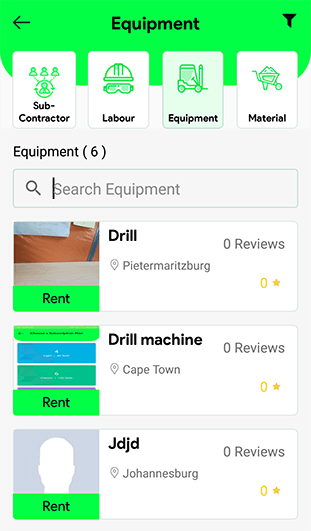 Equipment
Sub-
Contractor
Labour
Equipment
Material
Equipment ( 6 )
Search Equipment
Drill
0 Reviews
Pietermaritzburg
0
Rent
Drill machine
0 Reviews
Cape Town
0
Rent
Jdjd
0 Reviews
Johannesburg
0
Rent